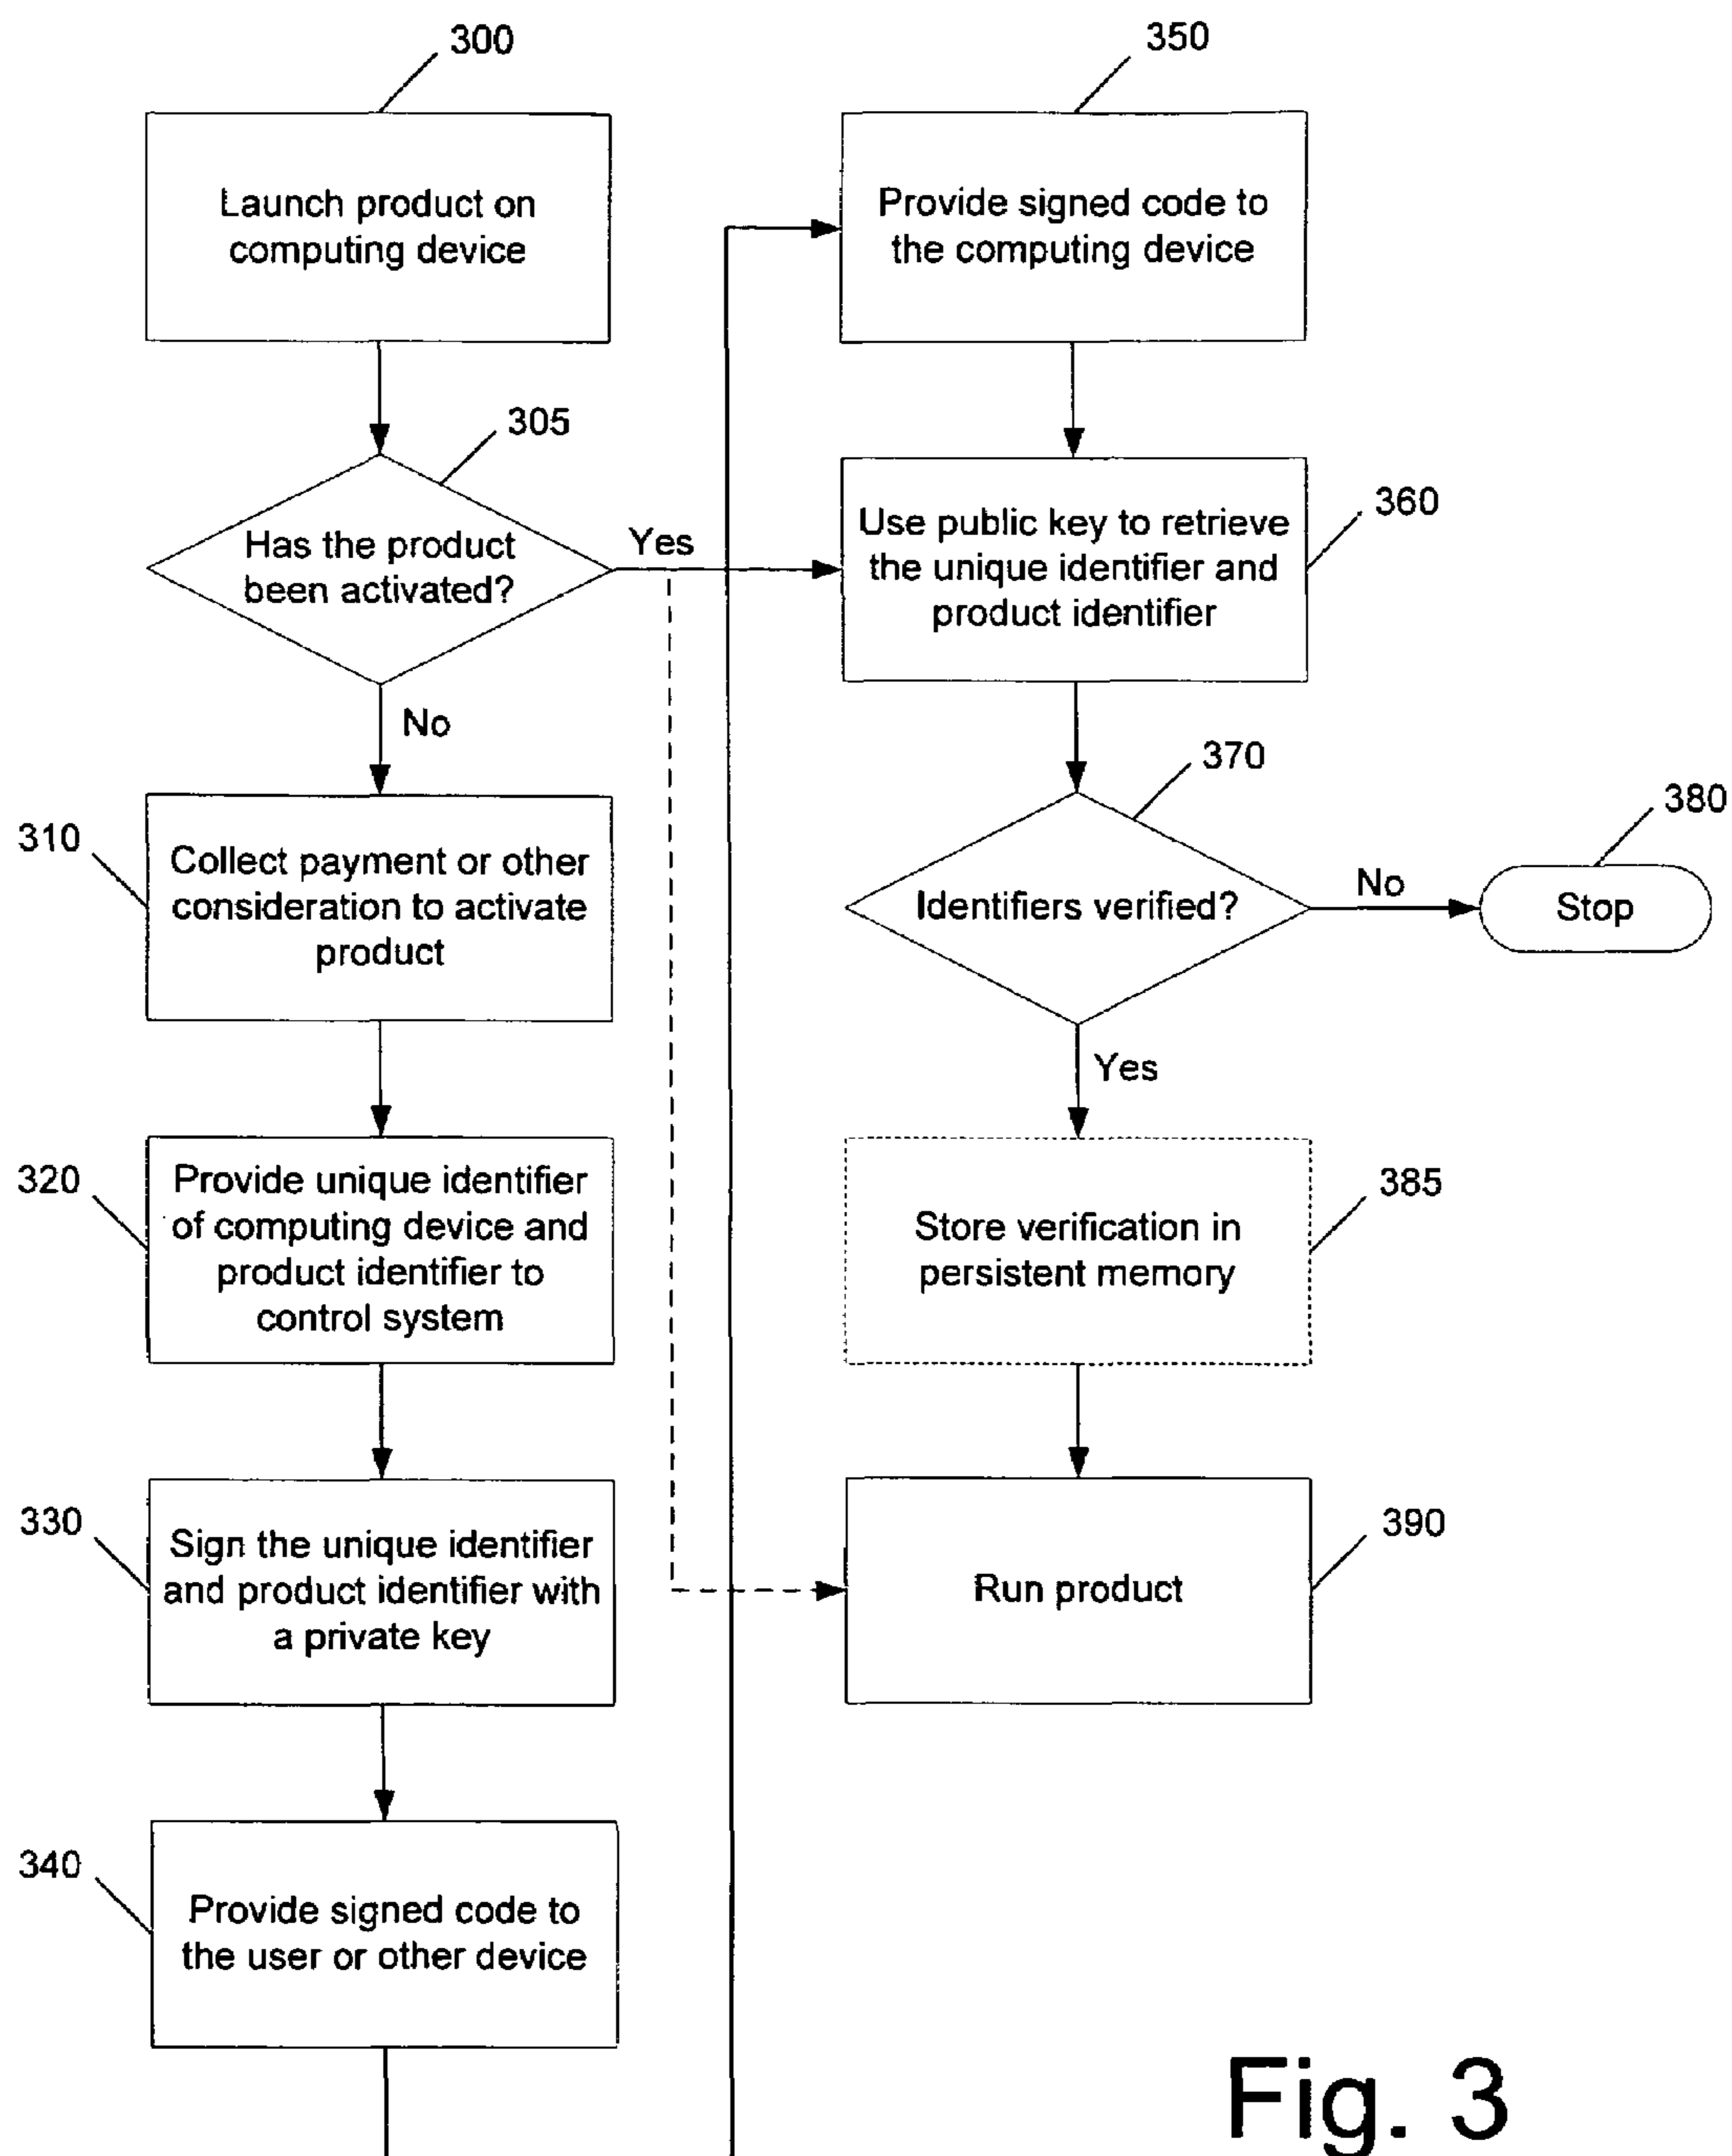 300
Launch product on
computing device
305
Has the product
been activated?
Yes
No
310
Collect payment or other
consideration to activate
product
320
Provide unique identifier
of computing device and
product identifier to
control system
330
Sign the unique identifier
and product identifier with
a private key
340
Provide signed code to
the user or other device
350
Provide signed code to
the computing device
360
Use public key to retrieve
the unique identifier and
product identifier
370
Identifiers verified?
No
380
Stop
Yes
385
Store verification in
persistent memory
390
Run product
Fig. 3